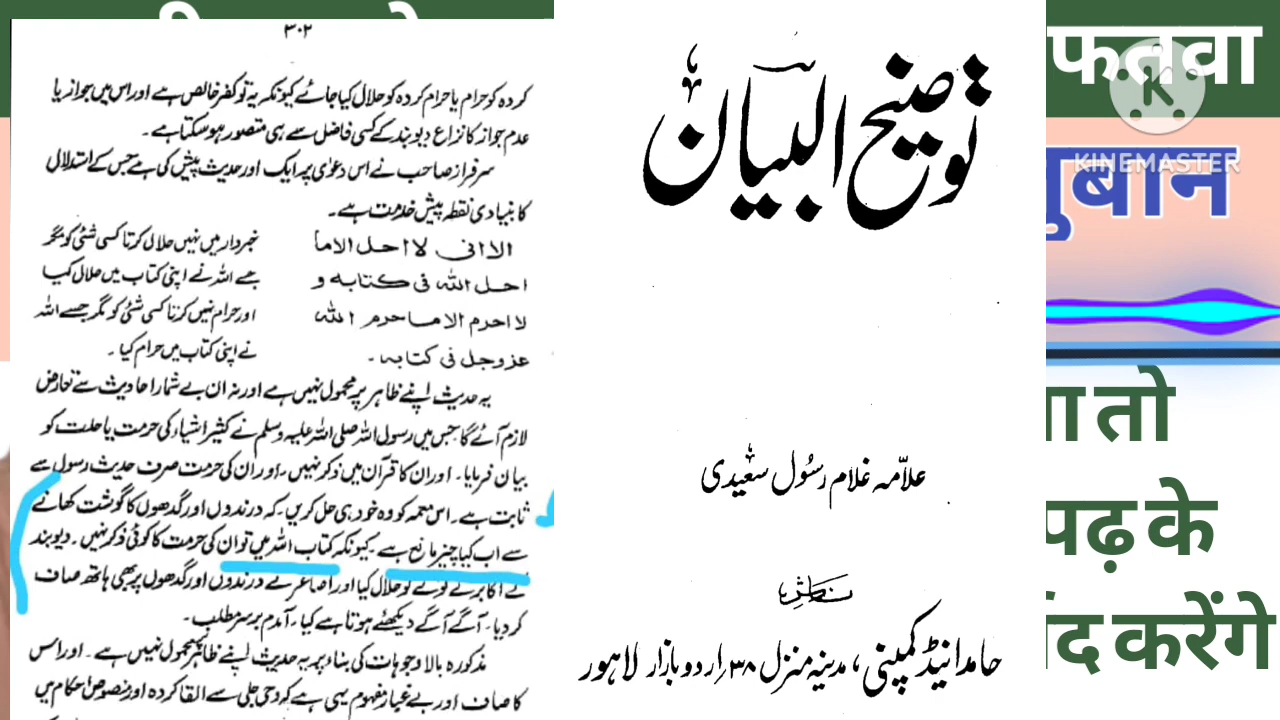 ۳۰۲
کردہ کو حرام یا حرام کردہ کو حلال کیا جائے کیونکہ یہ تو کفر خالص ہے اور اس میں جواز یا
عدم جواز کا نزاع دیوبند کے کسی فاضل سے ہی متصور ہو سکتا ہے۔
سرفراز صاحب نے اس دعوٰی پر ایک اور حدیث پیش کی ہے جس کے استدلال
کا بنیادی نقطہ پیش خدمت ہے۔
الا انی لا احل الا ما
احل اللہ فی کتابہ و
لا احرم الا ما حرم اللہ
عزوجل فی کتابہ۔
خبردار میں نہیں حلال کرتا کسی شئی کو مگر
جسے اللہ نے اپنی کتاب میں حلال کیا
اور حرام نہیں کرتا کسی شئی کو مگر جسے اللہ
نے اپنی کتاب میں حرام کیا۔
یہ حدیث اپنے ظاہر پر محمول نہیں ہے اور نہ ان بے شمار احادیث سے تعارض
لازم آئے گا جس میں رسول اللہ صلی اللہ علیہ وسلم نے کثیر اشیاء کی حرمت یا حلت کو
بیان فرمایا۔ اور ان کا قرآن میں ذکر نہیں۔ اور ان کی حرمت صرف حدیث رسول سے
ثابت ہے۔ اس معمہ کو وہ خود ہی حل کریں۔ کہ درندوں اور گدھوں کا گوشت کھانے
سے اب کیا چیز مانع ہے۔ کیونکہ کتاب اللہ میں تو ان کی حرمت کا کوئی ذکر نہیں۔ دیوبند
کے اکابر نے کوے کو حلال کیا اور اصاغر نے درندوں اور گدھوں پر بھی ہاتھ صاف
کر دیا۔ آگے آگے دیکھئے ہوتا ہے کیا۔ آمدم برسر مطلب۔
مذکورہ بالا وجوہات کی بناء پر یہ حدیث اپنے ظاہر پر محمول نہیں ہے۔ اور اس
کا صاف اور بے غبار مفہوم یہی ہے کہ وحی جلی سے القا کردہ اور منصوص احکام میں
توضیح البیان
علامہ غلام رسول سعیدی
ناشر
حامد اینڈ کمپنی، مدینہ منزل ۳۸ اردو بازار لاہور
फतवा
KINEMASTER
ज़ुबान
ा तो
पढ़ के
करेंगे